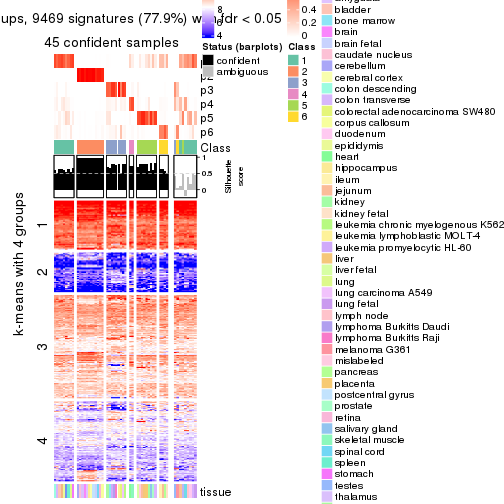 ups, 9469 signatures (77.9%) w fdr < 0.05
45 confident samples
p3
p4
p5
p6
Class
1
0.5
0
Silhouette
score
k-means with 4 groups
1
2
3
4
tissue
8
6
4
Status (barplots)
confident
ambiguous
0.4
0.2
0
Class
1
2
3
4
5
6
bladder
bone marrow
brain
brain fetal
caudate nucleus
cerebellum
cerebral cortex
colon descending
colon transverse
colorectal adenocarcinoma SW480
corpus callosum
duodenum
epididymis
heart
hippocampus
ileum
jejunum
kidney
kidney fetal
leukemia chronic myelogenous K562
leukemia lymphoblastic MOLT-4
leukemia promyelocytic HL-60
liver
liver fetal
lung
lung carcinoma A549
lung fetal
lymph node
lymphoma Burkitts Daudi
lymphoma Burkitts Raji
melanoma G361
mislabeled
pancreas
placenta
postcentral gyrus
prostate
retina
salivary gland
skeletal muscle
spinal cord
spleen
stomach
testes
thalamus